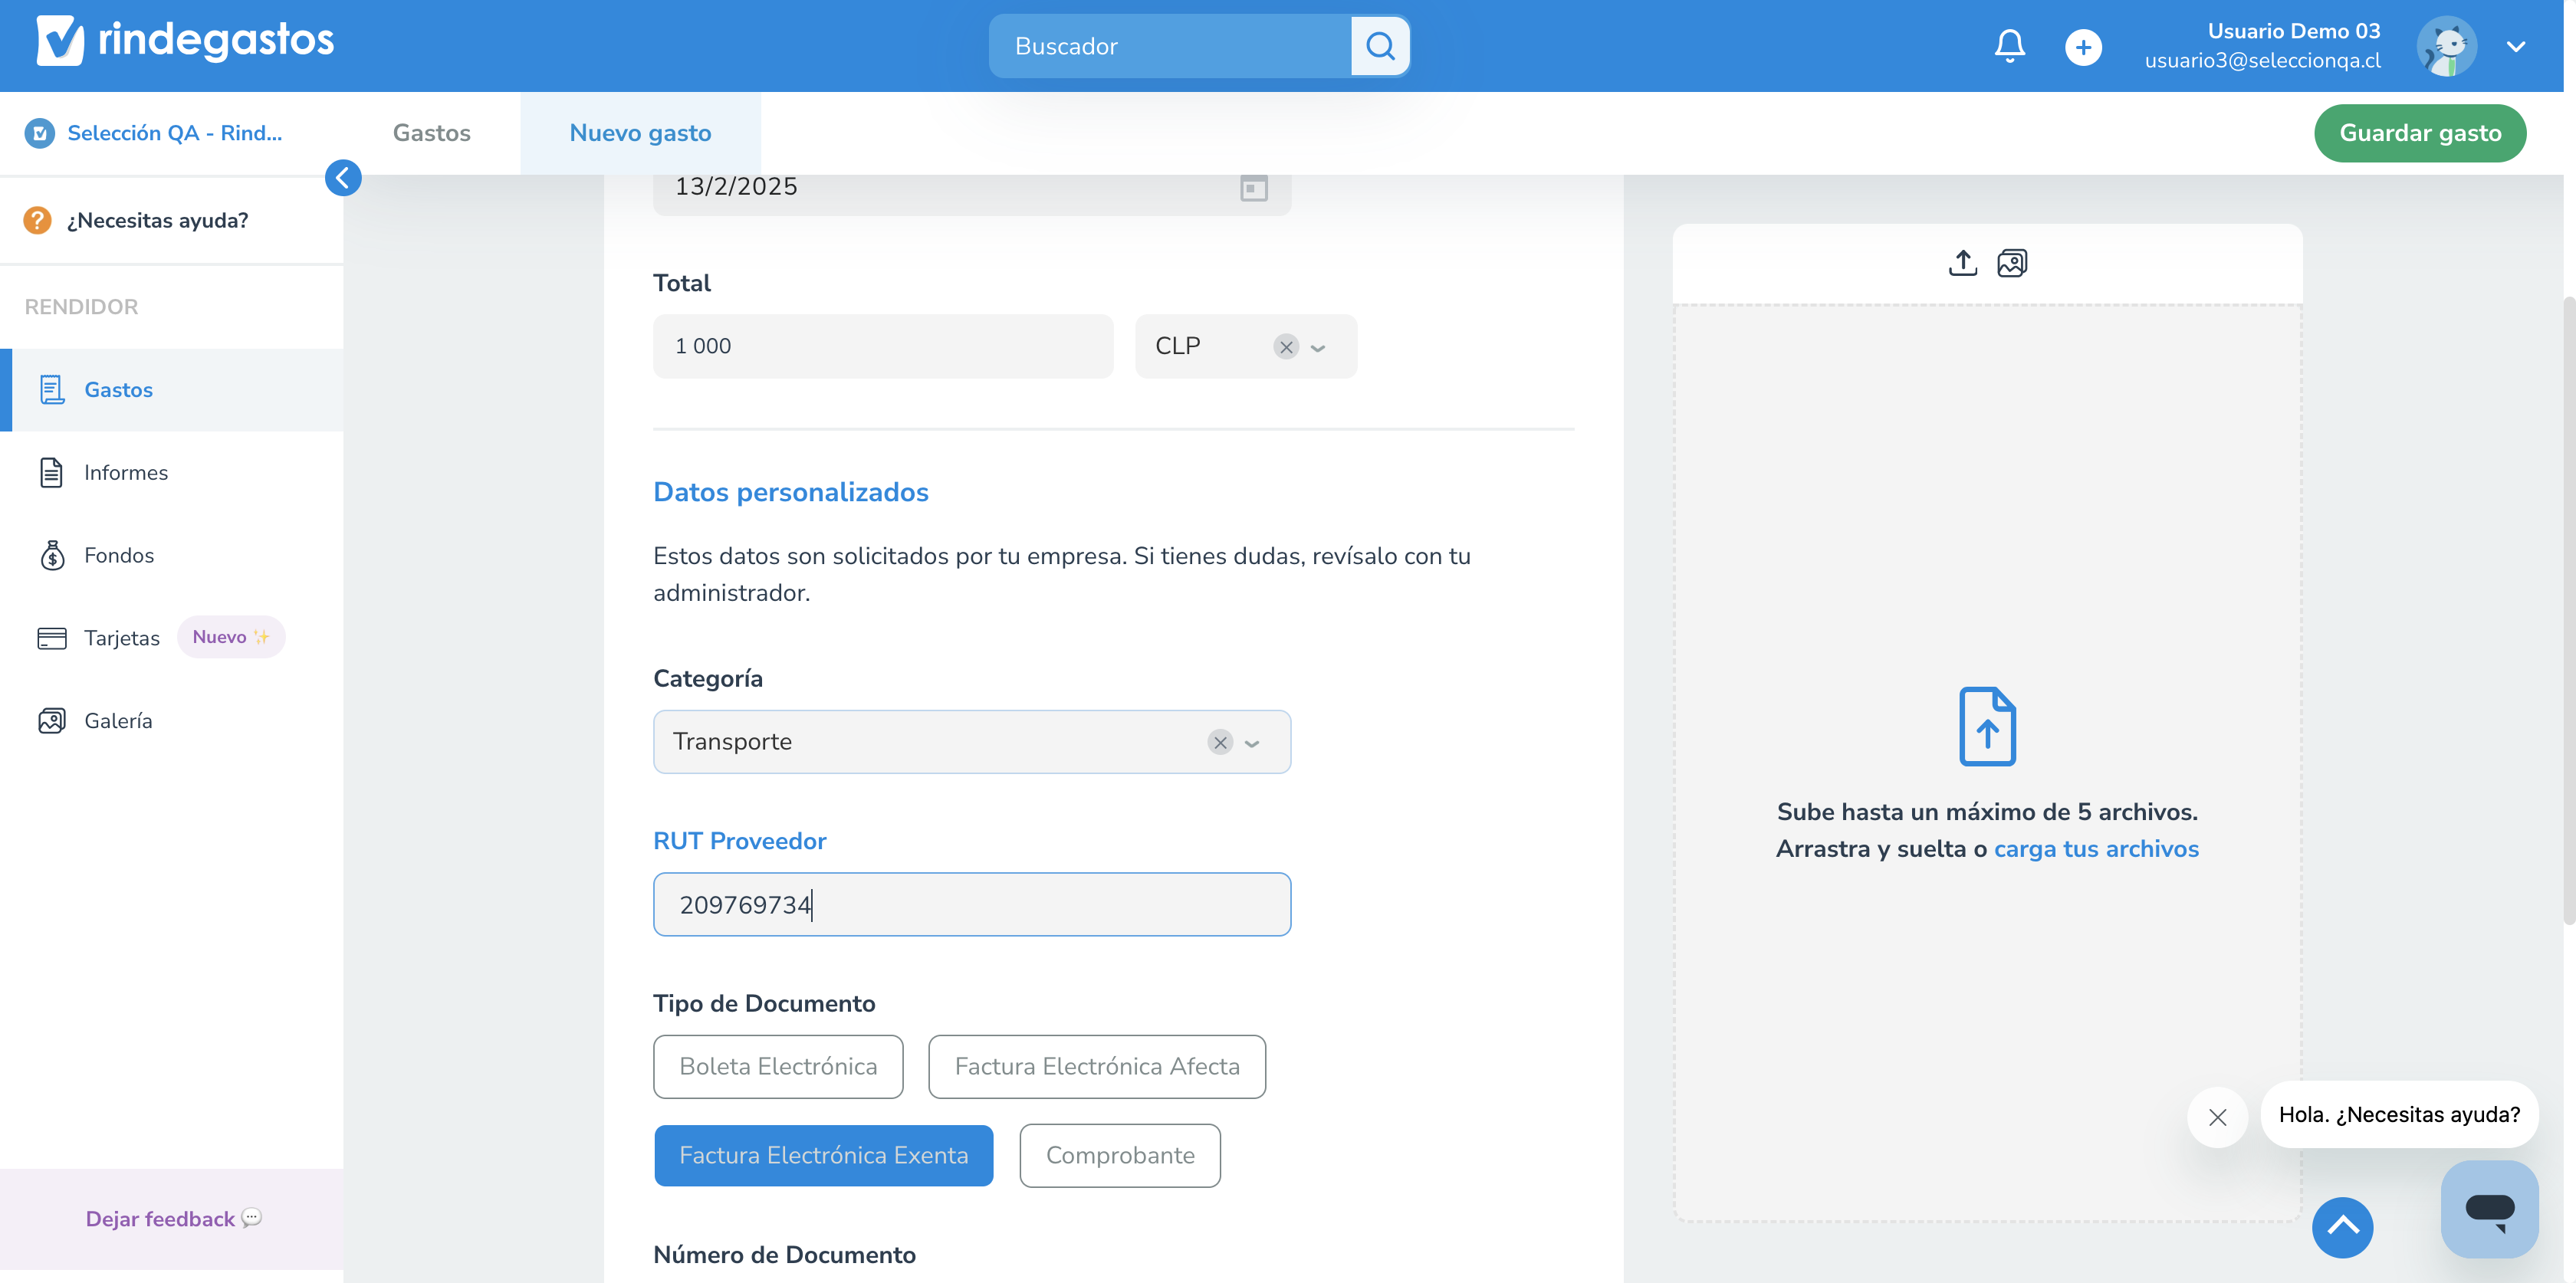 rindegastos
Buscador
Usuario Demo 03
usuario3@seleccionqa.cl
Selección QA - Rind...
Gastos
Nuevo gasto
Guardar gasto
¿Necesitas ayuda?
RENDIDOR
Gastos
Informes
Fondos
Tarjetas
Nuevo ✨
Galería
Dejar feedback 💬
13/2/2025
Total
1 000
CLP
Datos personalizados
Estos datos son solicitados por tu empresa. Si tienes dudas, revísalo con tu
administrador.
Categoría
Transporte
RUT Proveedor
209769734
Tipo de Documento
Boleta Electrónica
Factura Electrónica Afecta
Factura Electrónica Exenta
Comprobante
Número de Documento
Sube hasta un máximo de 5 archivos.
Arrastra y suelta o carga tus archivos
Hola. ¿Necesitas ayuda?